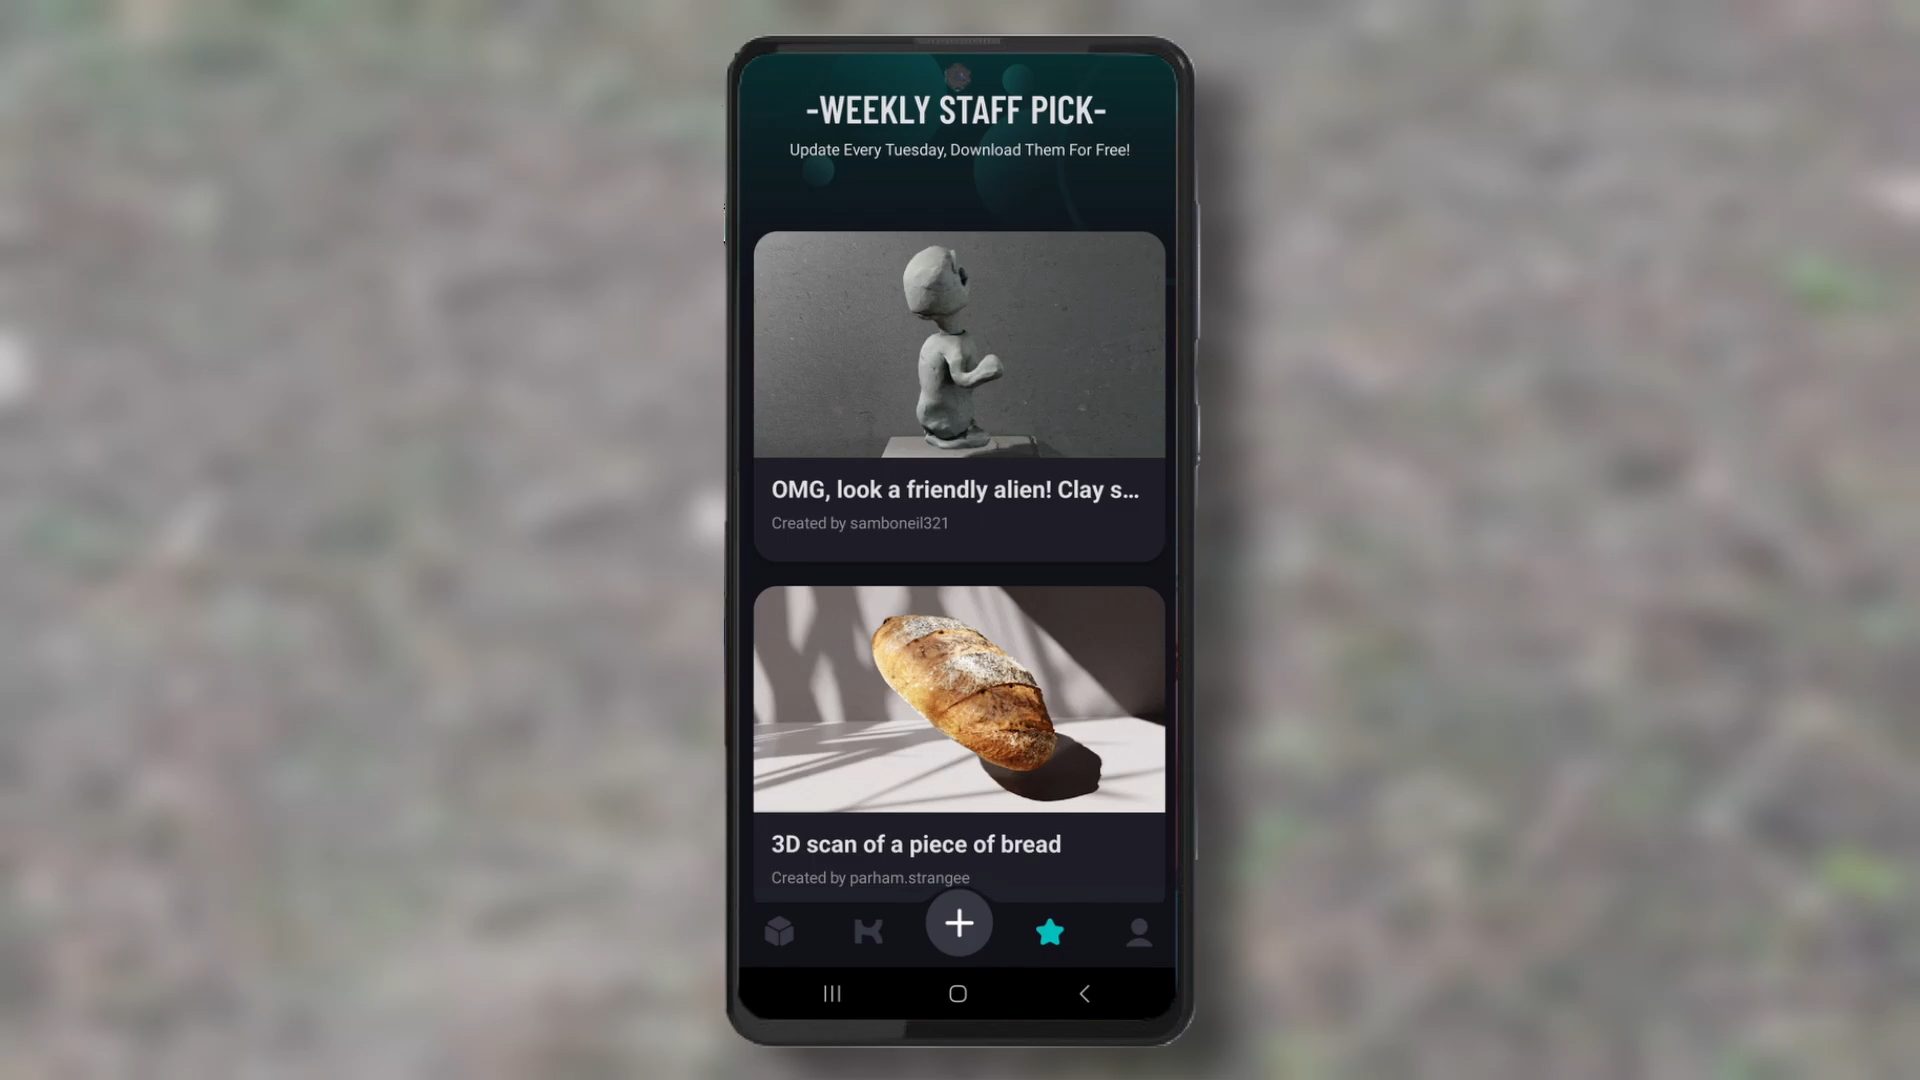 -WEEKLY STAFF PICK-
Update Every Tuesday, Download Them For Free!
OMG, look a friendly alien! Clay s...
Created by samboneil321
3D scan of a piece of bread
Created by parham.strangee